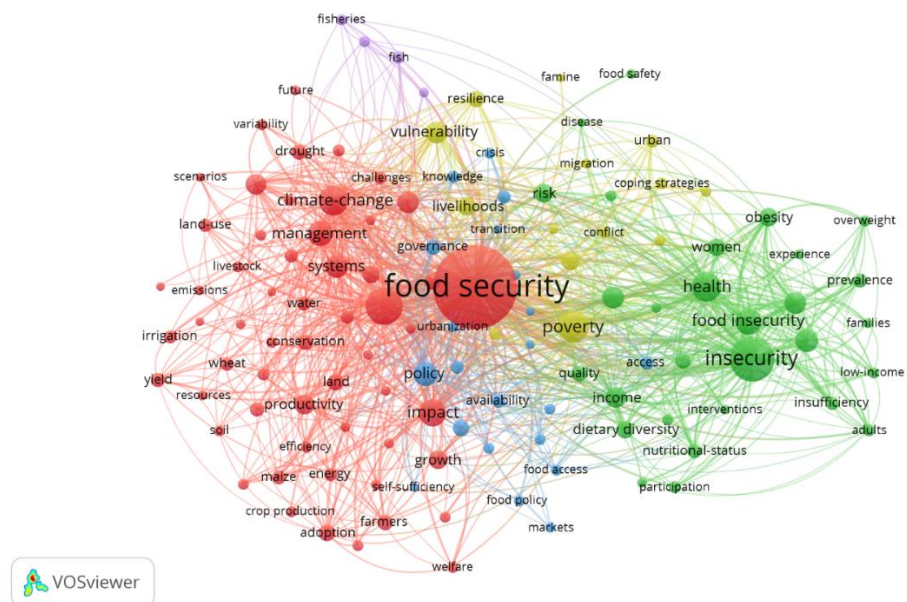 fisheries
fish
famine
food safety
future
resilience
variability
disease
vulnerability
urban
drought
crisis
migration
scenarios
challenges
knowledge
coping strategies
climate-change
risk
livelihoods
land-use
obesity
overweight
transition
conflict
management
governance
women
experience
livestock
systems
emissions
food security
health
prevalence
water
irrigation
urbanization
poverty
food insecurity
families
conservation
wheat
access
insecurity
yield
land
policy
quality
low-income
resources
productivity
availability
income
insufficiency
impact
interventions
soil
dietary diversity
adults
efficiency
nutritional-status
growth
maize
energy
food access
self-sufficiency
participation
food policy
crop production
farmers
adoption
markets
welfare
VOSviewer